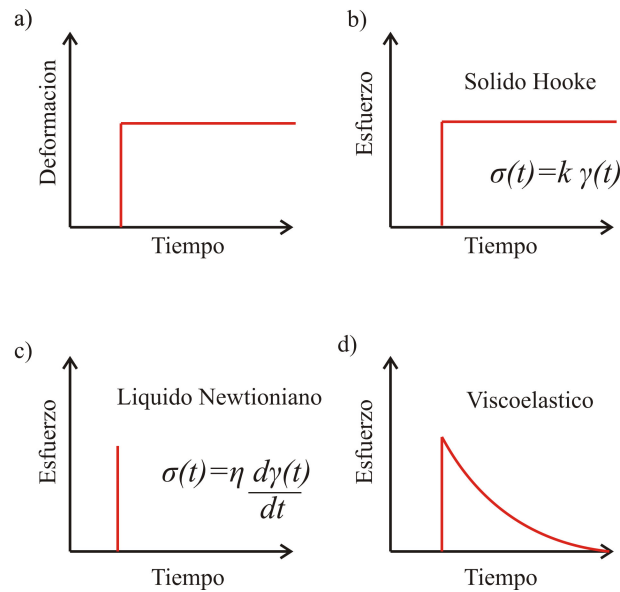 a)
Deformacion
Tiempo
b)
Esfuerzo
Solido Hooke
σ(t)=k γ(t)
Tiempo
c)
Esfuerzo
Liquido Newtioniano
σ(t)=η dγ(t)
dt
Tiempo
d)
Esfuerzo
Viscoelastico
Tiempo